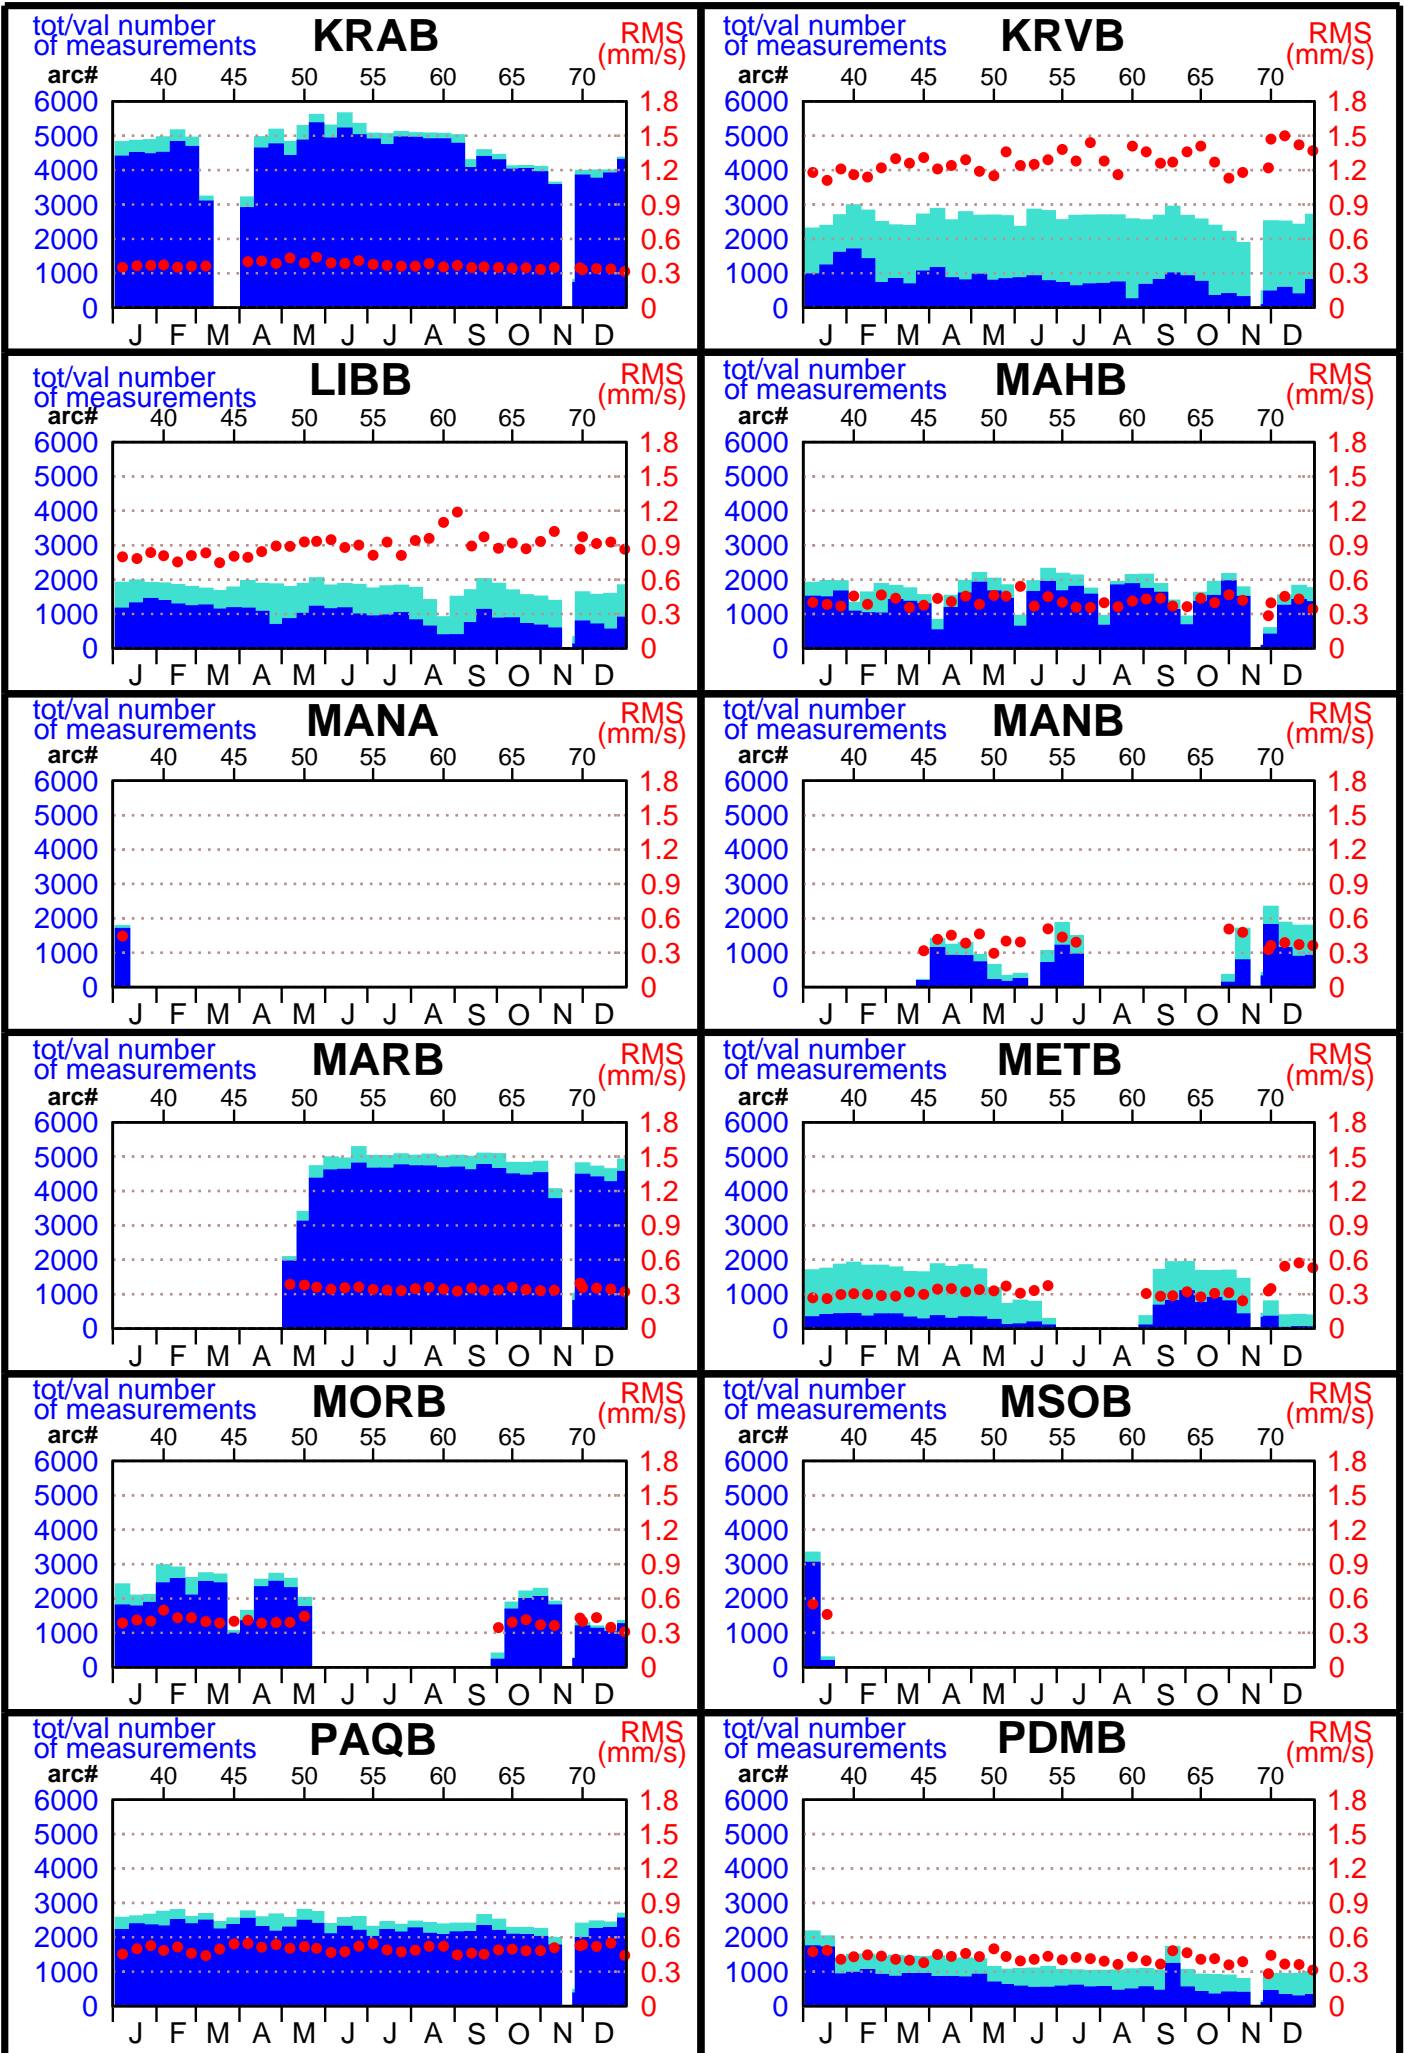 tot/val number of measurements KRAB RMS (mm/s)
arc# 40 45 50 55 60 65 70
6000 1.8
5000 1.5
4000 1.2
3000 0.9
2000 0.6
1000 0.3
0 0
J F M A M J J A S O N D
tot/val number of measurements KRVB RMS (mm/s)
arc# 40 45 50 55 60 65 70
6000 1.8
5000 1.5
4000 1.2
3000 0.9
2000 0.6
1000 0.3
0 0
J F M A M J J A S O N D
tot/val number of measurements LIBB RMS (mm/s)
arc# 40 45 50 55 60 65 70
6000 1.8
5000 1.5
4000 1.2
3000 0.9
2000 0.6
1000 0.3
0 0
J F M A M J J A S O N D
tot/val number of measurements MAHB RMS (mm/s)
arc# 40 45 50 55 60 65 70
6000 1.8
5000 1.5
4000 1.2
3000 0.9
2000 0.6
1000 0.3
0 0
J F M A M J J A S O N D
tot/val number of measurements MANA RMS (mm/s)
arc# 40 45 50 55 60 65 70
6000 1.8
5000 1.5
4000 1.2
3000 0.9
2000 0.6
1000 0.3
0 0
J F M A M J J A S O N D
tot/val number of measurements MANB RMS (mm/s)
arc# 40 45 50 55 60 65 70
6000 1.8
5000 1.5
4000 1.2
3000 0.9
2000 0.6
1000 0.3
0 0
J F M A M J J A S O N D
tot/val number of measurements MARB RMS (mm/s)
arc# 40 45 50 55 60 65 70
6000 1.8
5000 1.5
4000 1.2
3000 0.9
2000 0.6
1000 0.3
0 0
J F M A M J J A S O N D
tot/val number of measurements METB RMS (mm/s)
arc# 40 45 50 55 60 65 70
6000 1.8
5000 1.5
4000 1.2
3000 0.9
2000 0.6
1000 0.3
0 0
J F M A M J J A S O N D
tot/val number of measurements MORB RMS (mm/s)
arc# 40 45 50 55 60 65 70
6000 1.8
5000 1.5
4000 1.2
3000 0.9
2000 0.6
1000 0.3
0 0
J F M A M J J A S O N D
tot/val number of measurements MSOB RMS (mm/s)
arc# 40 45 50 55 60 65 70
6000 1.8
5000 1.5
4000 1.2
3000 0.9
2000 0.6
1000 0.3
0 0
J F M A M J J A S O N D
tot/val number of measurements PAQB RMS (mm/s)
arc# 40 45 50 55 60 65 70
6000 1.8
5000 1.5
4000 1.2
3000 0.9
2000 0.6
1000 0.3
0 0
J F M A M J J A S O N D
tot/val number of measurements PDMB RMS (mm/s)
arc# 40 45 50 55 60 65 70
6000 1.8
5000 1.5
4000 1.2
3000 0.9
2000 0.6
1000 0.3
0 0
J F M A M J J A S O N D